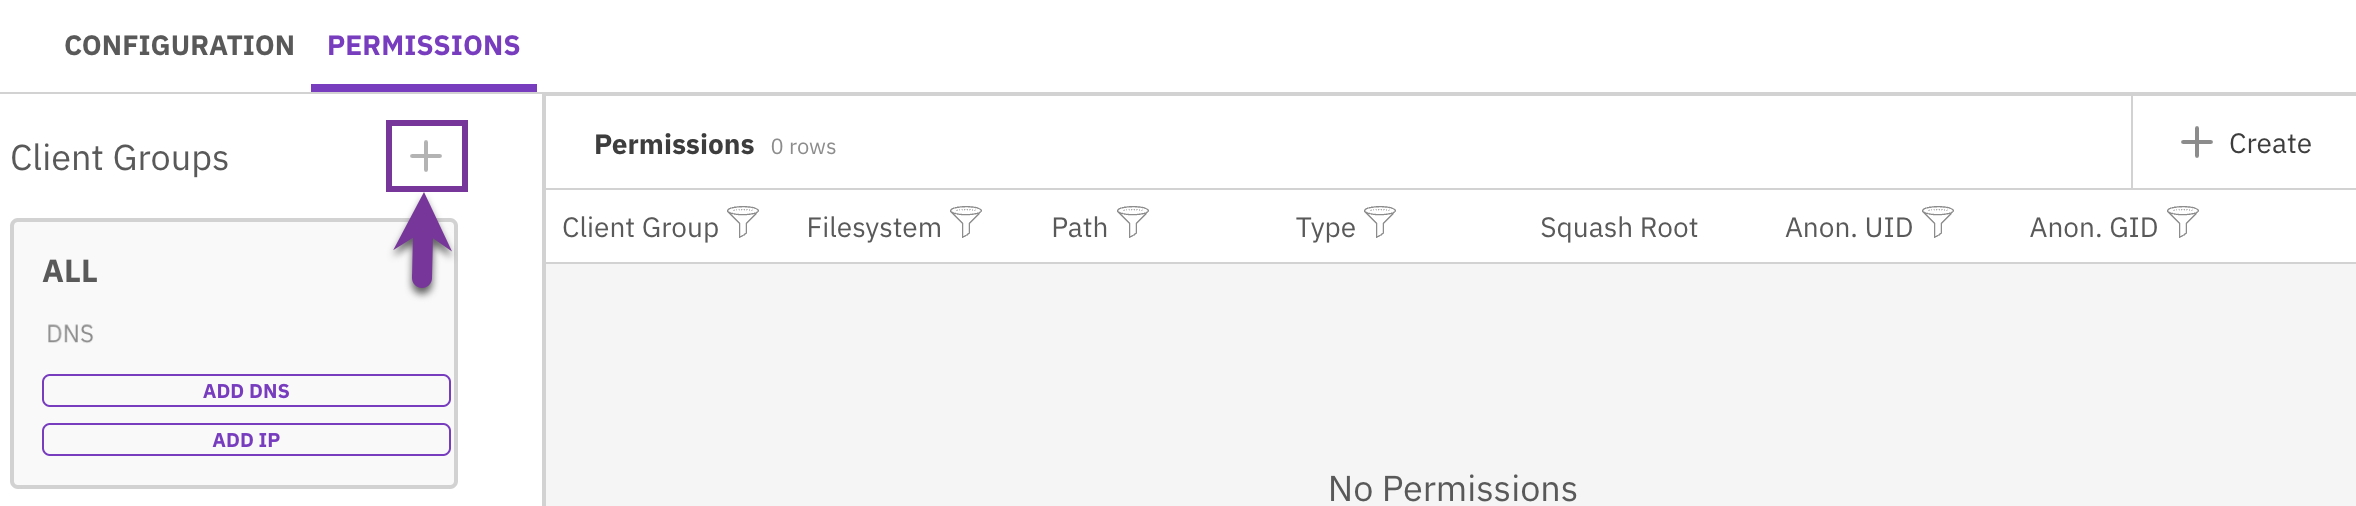 CONFIGURATION PERMISSIONS
Client Groups
ALL
DNS
ADD DNS
ADD IP
Permissions 0 rows
Create
Client Group Filesystem Path Type Squash Root Anon. UID Anon. GID
No Permissions